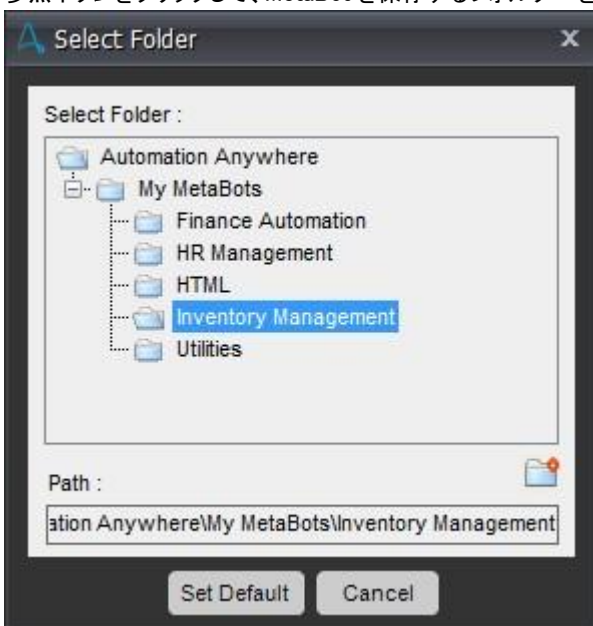 Select Folder
x
Select Folder :
Automation Anywhere
My MetaBots
Finance Automation
HR Management
HTML
Inventory Management
Utilities
Path :
ation Anywhere\My MetaBots\Inventory Management
Set Default Cancel